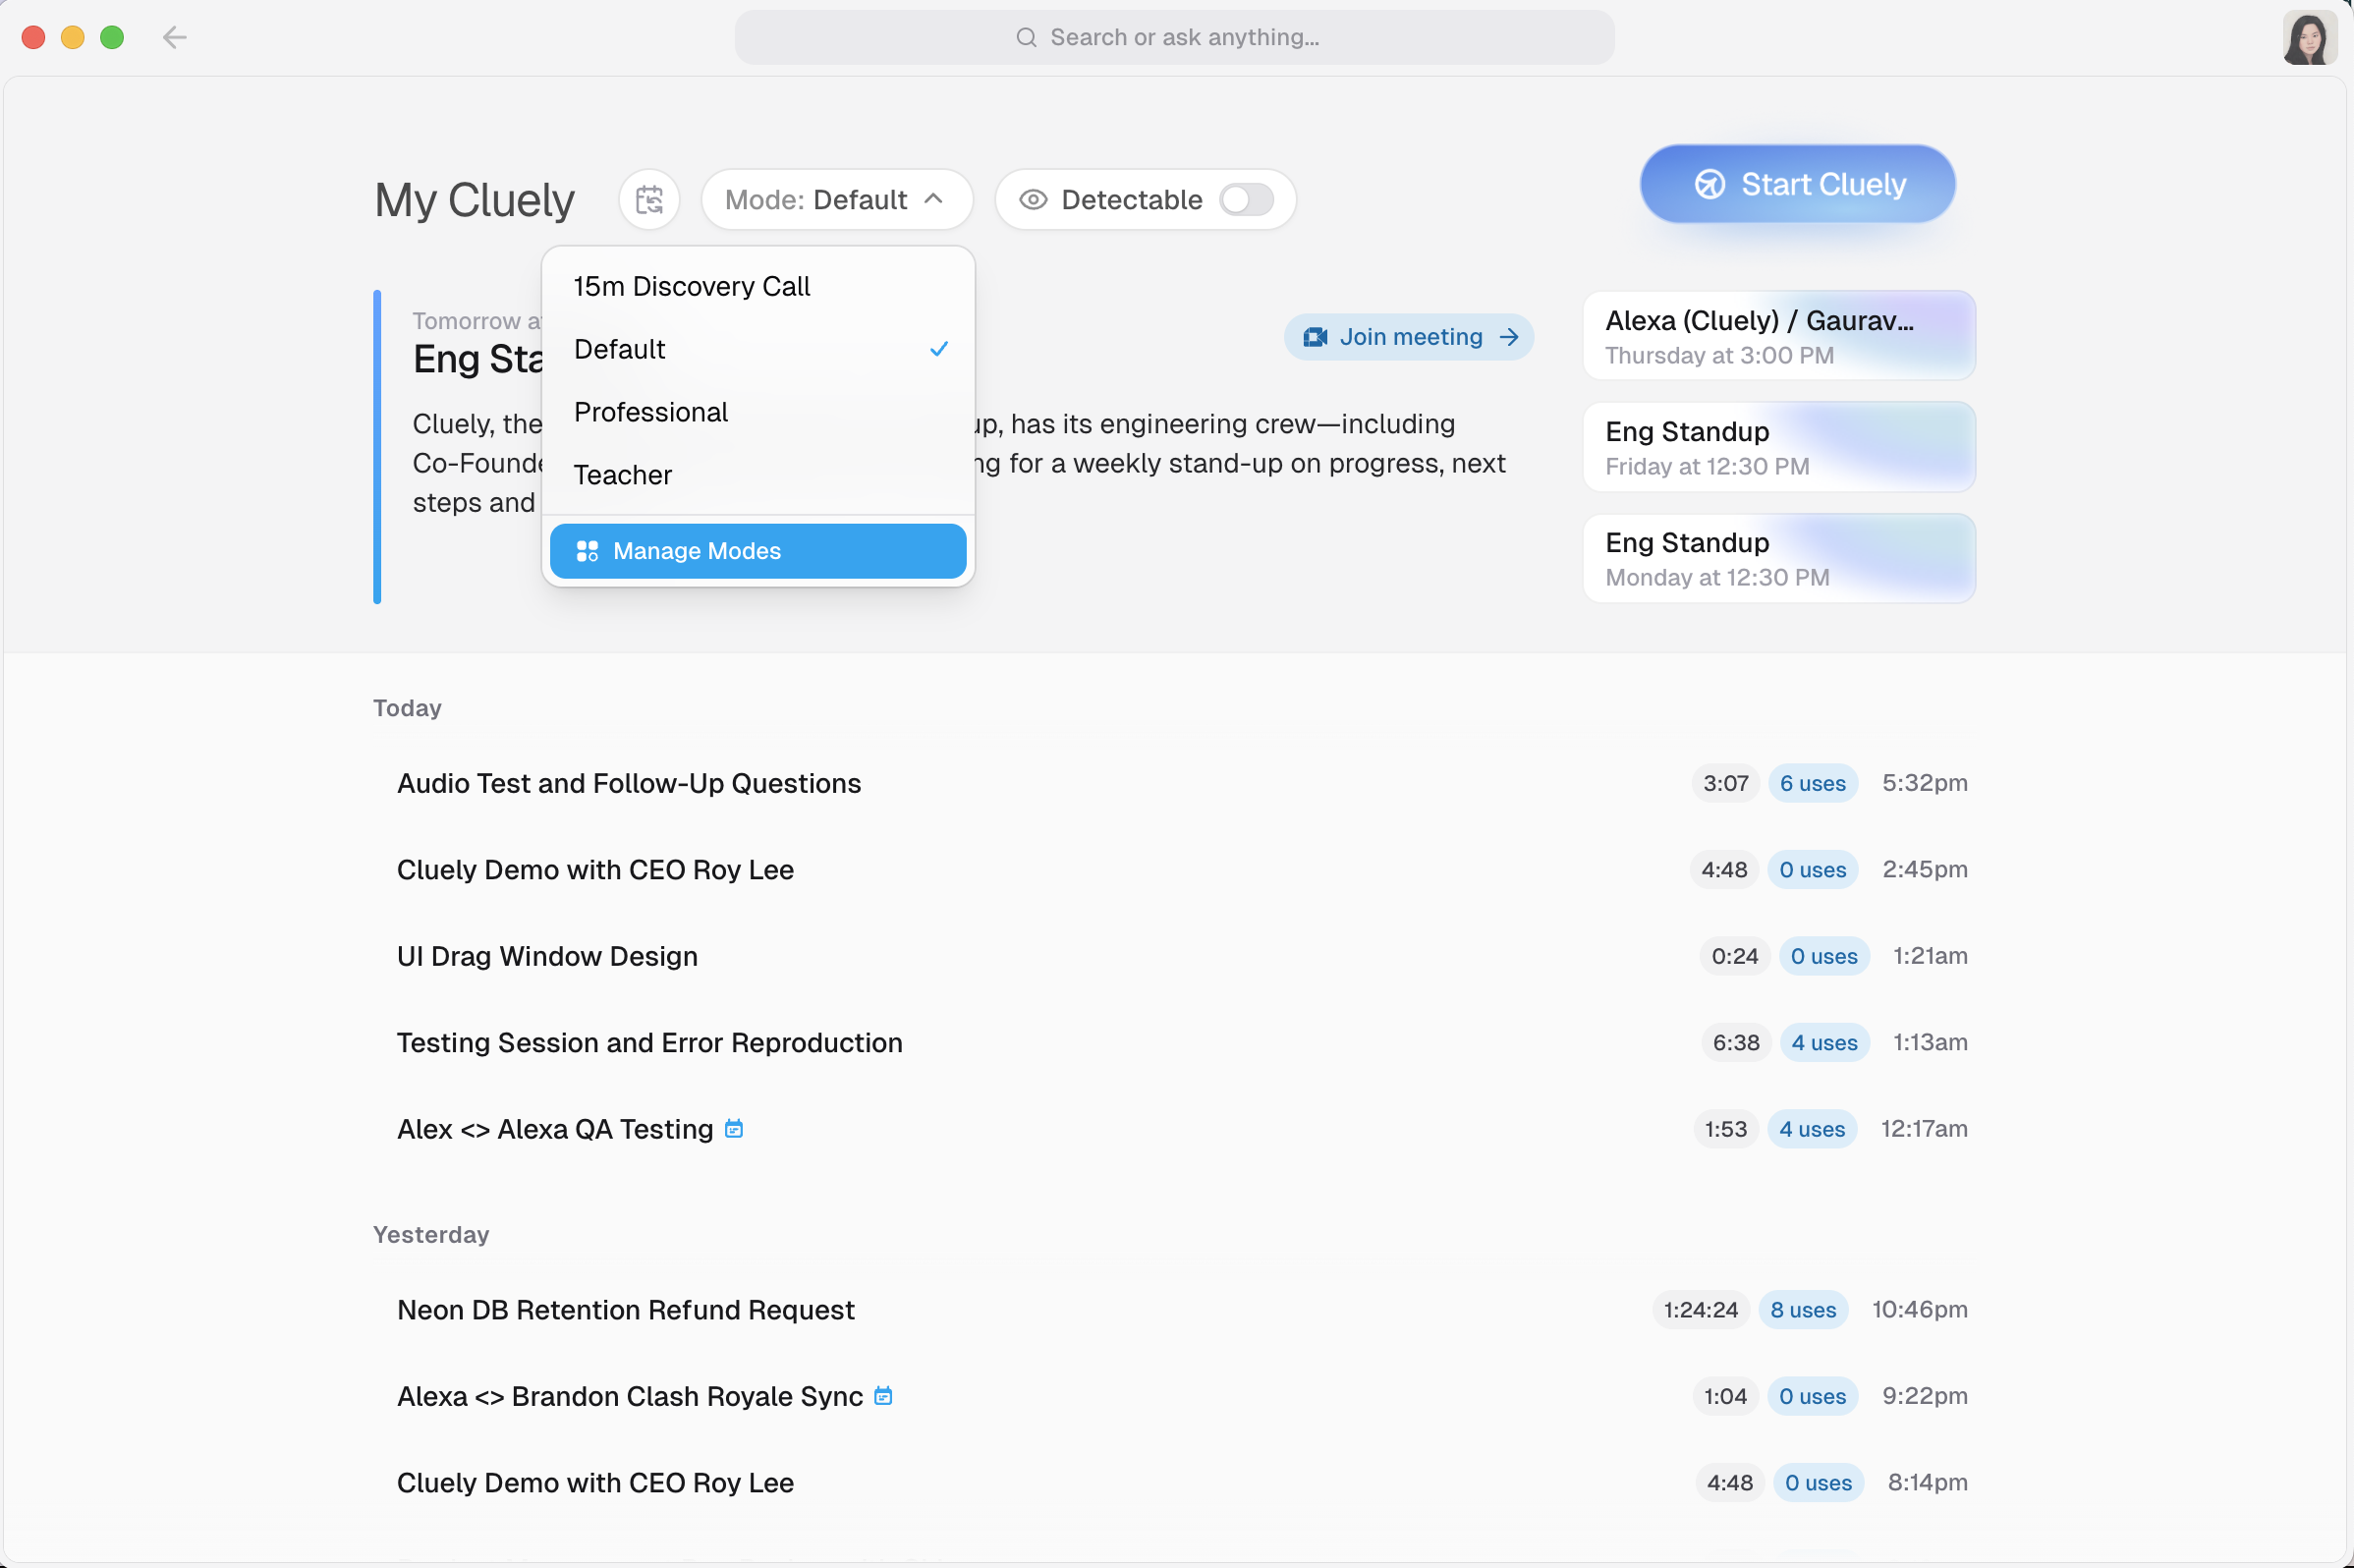 Search or ask anything...
My Cluely
Mode: Default
Detectable
Start Cluely
15m Discovery Call
Default
Professional
Teacher
Manage Modes
Tomorrow
Eng
Join meeting
Cluely, the
has its engineering crew—including
for a weekly stand-up on progress, next
steps and
Alexa (Cluely) / Gaurav...
Thursday at 3:00 PM
Eng Standup
Friday at 12:30 PM
Eng Standup
Monday at 12:30 PM
Today
Audio Test and Follow-Up Questions 3:07 6 uses 5:32pm
Cluely Demo with CEO Roy Lee 4:48 0 uses 2:45pm
UI Drag Window Design 0:24 0 uses 1:21am
Testing Session and Error Reproduction 6:38 4 uses 1:13am
Alex <> Alexa QA Testing 1:53 4 uses 12:17am
Yesterday
Neon DB Retention Refund Request 1:24:24 8 uses 10:46pm
Alexa <> Brandon Clash Royale Sync 1:04 0 uses 9:22pm
Cluely Demo with CEO Roy Lee 4:48 0 uses 8:14pm